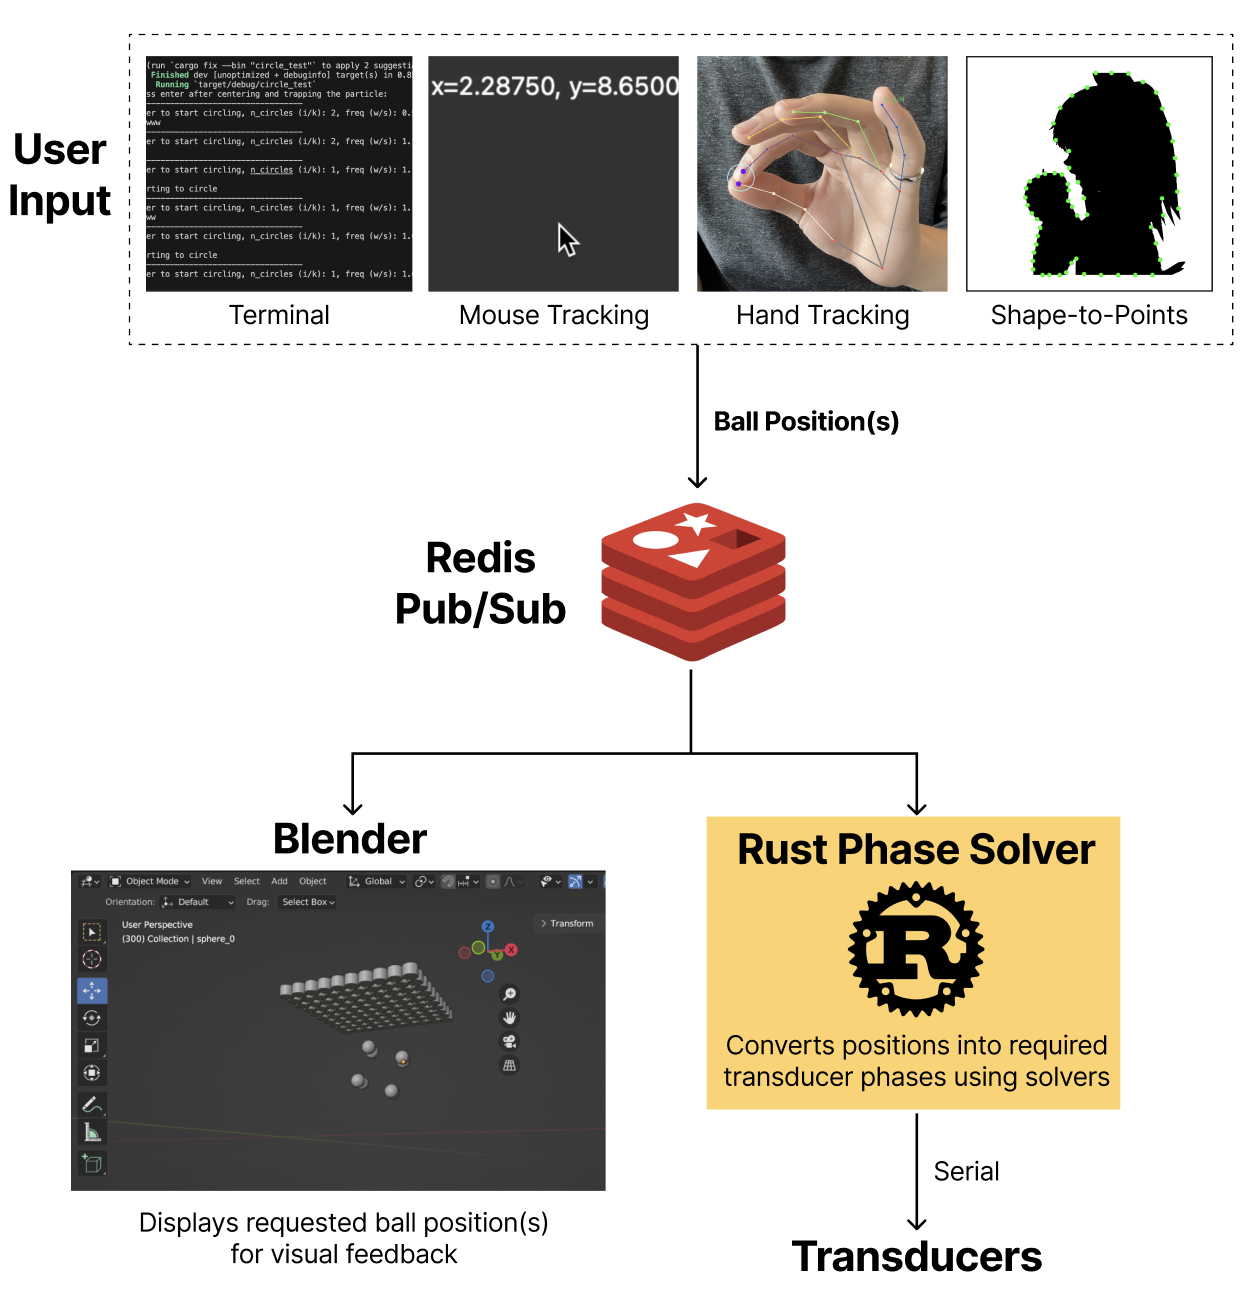 User
Input
(run `cargo fix --bin "circle_test"` to apply 2 suggesti
Finished dev [unoptimized + debuginfo] target(s) in 0.8
Running `target/debug/circle_test`
ss enter after centering and trapping the particle:
er to start circling, n_circles (i/k): 2, freq (w/s): 0.
www
er to start circling, n_circles (i/k): 2, freq (w/s): 1.
er to start circling, n_circles (i/k): 1, freq (w/s): 1.
rting to circle
er to start circling, n_circles (i/k): 1, freq (w/s): 1.
ww
er to start circling, n_circles (i/k): 1, freq (w/s): 1.
rting to circle
er to start circling, n_circles (i/k): 1, freq (w/s): 1.
x=2.28750, y=8.6500
Terminal
Mouse Tracking
Hand Tracking
Shape-to-Points
Ball Position(s)
Redis
Pub/Sub
Blender
Object Mode View Select Add Object Global
Orientation: Default Drag: Select Box
User Perspective
(300) Collection | sphere_0
Transform
Z
X
Y
Displays requested ball position(s)
for visual feedback
Rust Phase Solver
R
Converts positions into required
transducer phases using solvers
Serial
Transducers